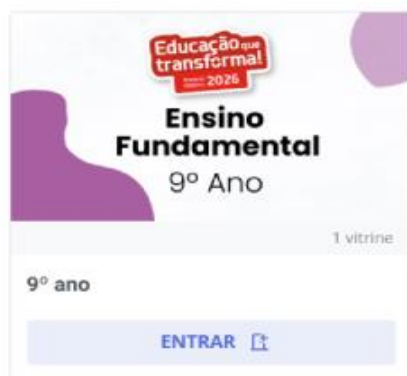 Educação que
transforma!
2026
Ensino
Fundamental
9º Ano
1 vitrine
9º ano
ENTRAR